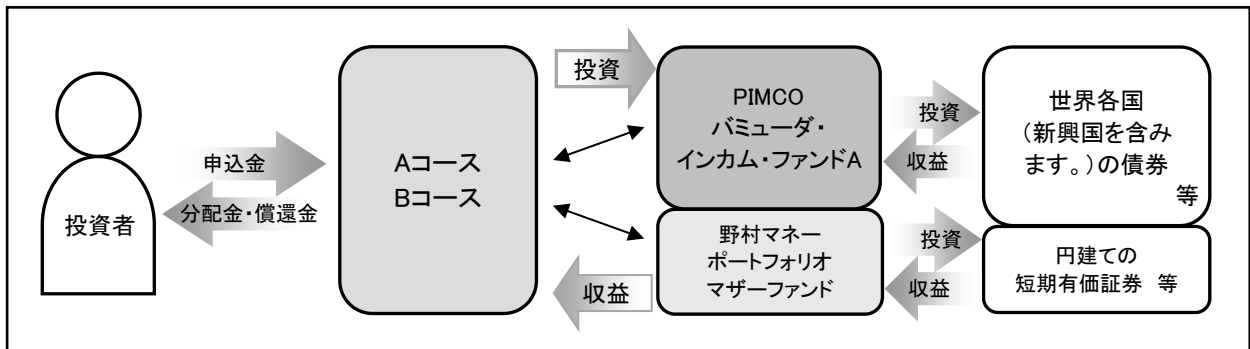 投資者
申込金
分配金・償還金
Aコース
Bコース
投資
収益
PIMCO
バミューダ・
インカム・ファンドA
野村マネー
ポートフォリオ
マザーファンド
投資
収益
投資
収益
世界各国
（新興国を含み
ます。）の債券
等
円建ての
短期有価証券 等